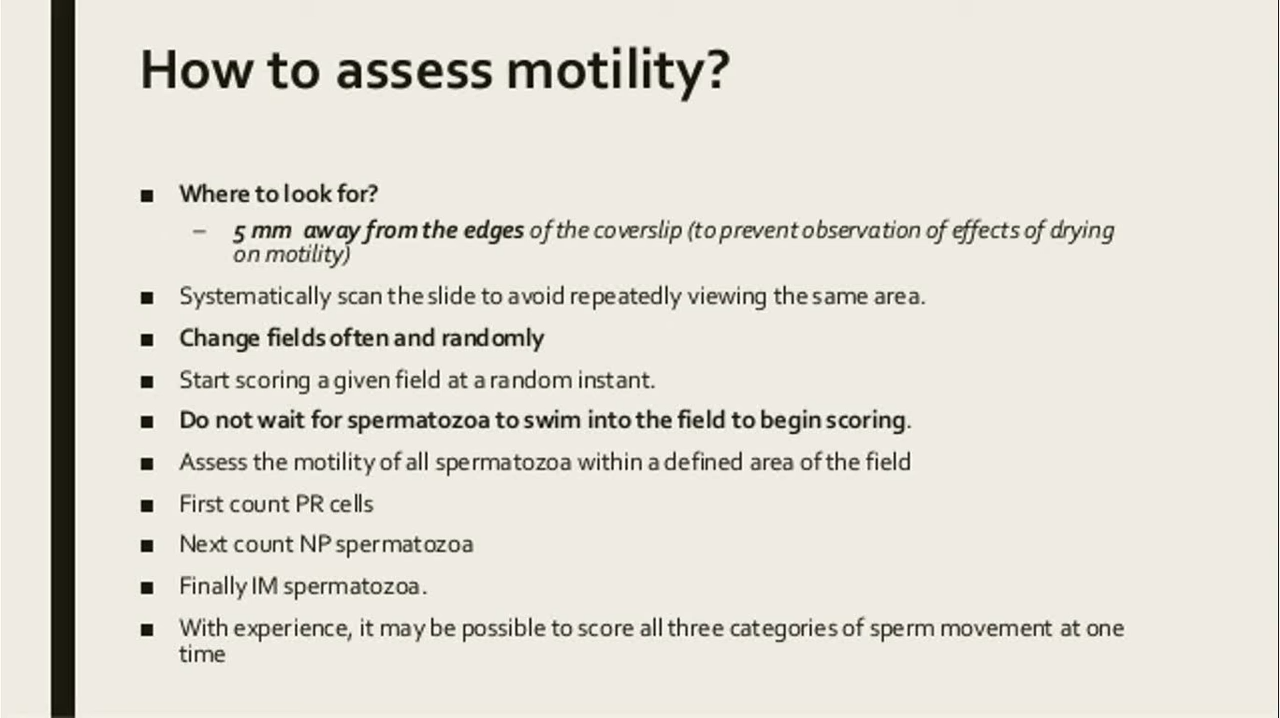 How to assess motility?
■ Where to look for?
– 5 mm away from the edges of the coverslip (to prevent observation of effects of drying
on motility)
■ Systematically scan the slide to avoid repeatedly viewing the same area.
■ Change fields often and randomly
■ Start scoring a given field at a random instant.
■ Do not wait for spermatozoa to swim into the field to begin scoring.
■ Assess the motility of all spermatozoa within a defined area of the field
■ First count PR cells
■ Next count NP spermatozoa
■ Finally IM spermatozoa.
■ With experience, it may be possible to score all three categories of sperm movement at one
time